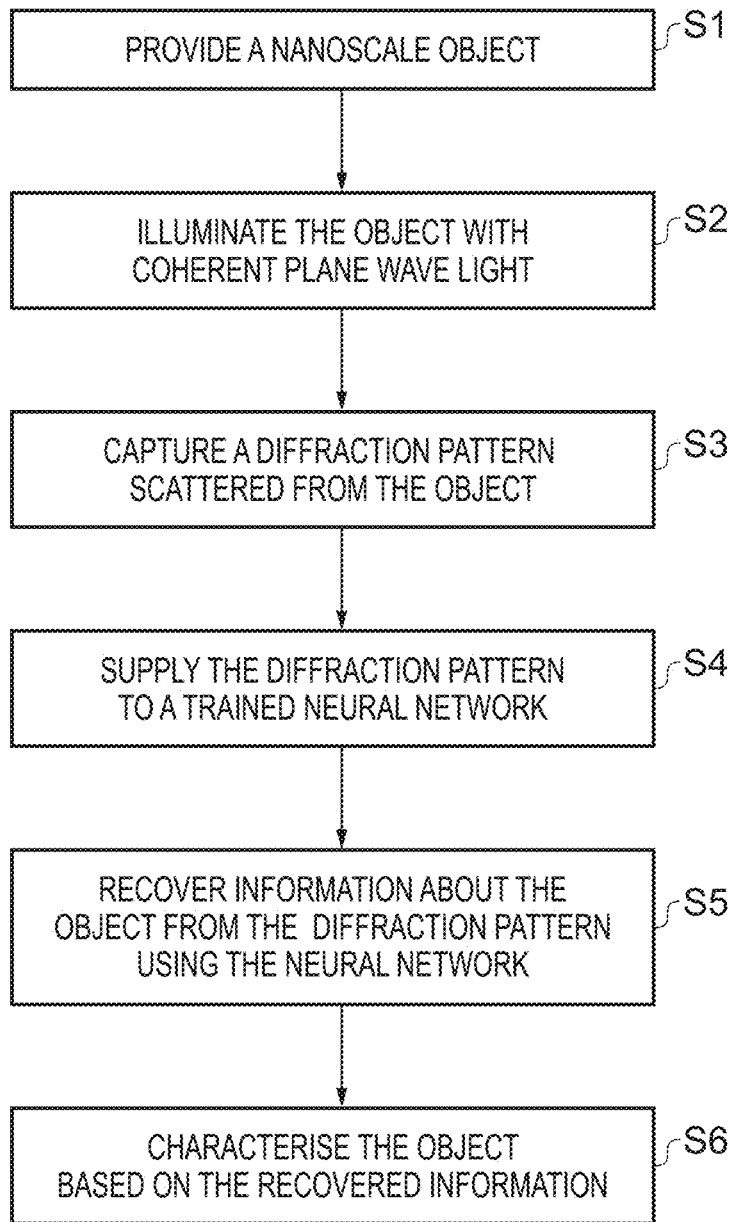 PROVIDE A NANOSCALE OBJECT
S1
ILLUMINATE THE OBJECT WITH
COHERENT PLANE WAVE LIGHT
S2
CAPTURE A DIFFRACTION PATTERN
SCATTERED FROM THE OBJECT
S3
SUPPLY THE DIFFRACTION PATTERN
TO A TRAINED NEURAL NETWORK
S4
RECOVER INFORMATION ABOUT THE
OBJECT FROM THE DIFFRACTION PATTERN
USING THE NEURAL NETWORK
S5
CHARACTERISE THE OBJECT
BASED ON THE RECOVERED INFORMATION
S6